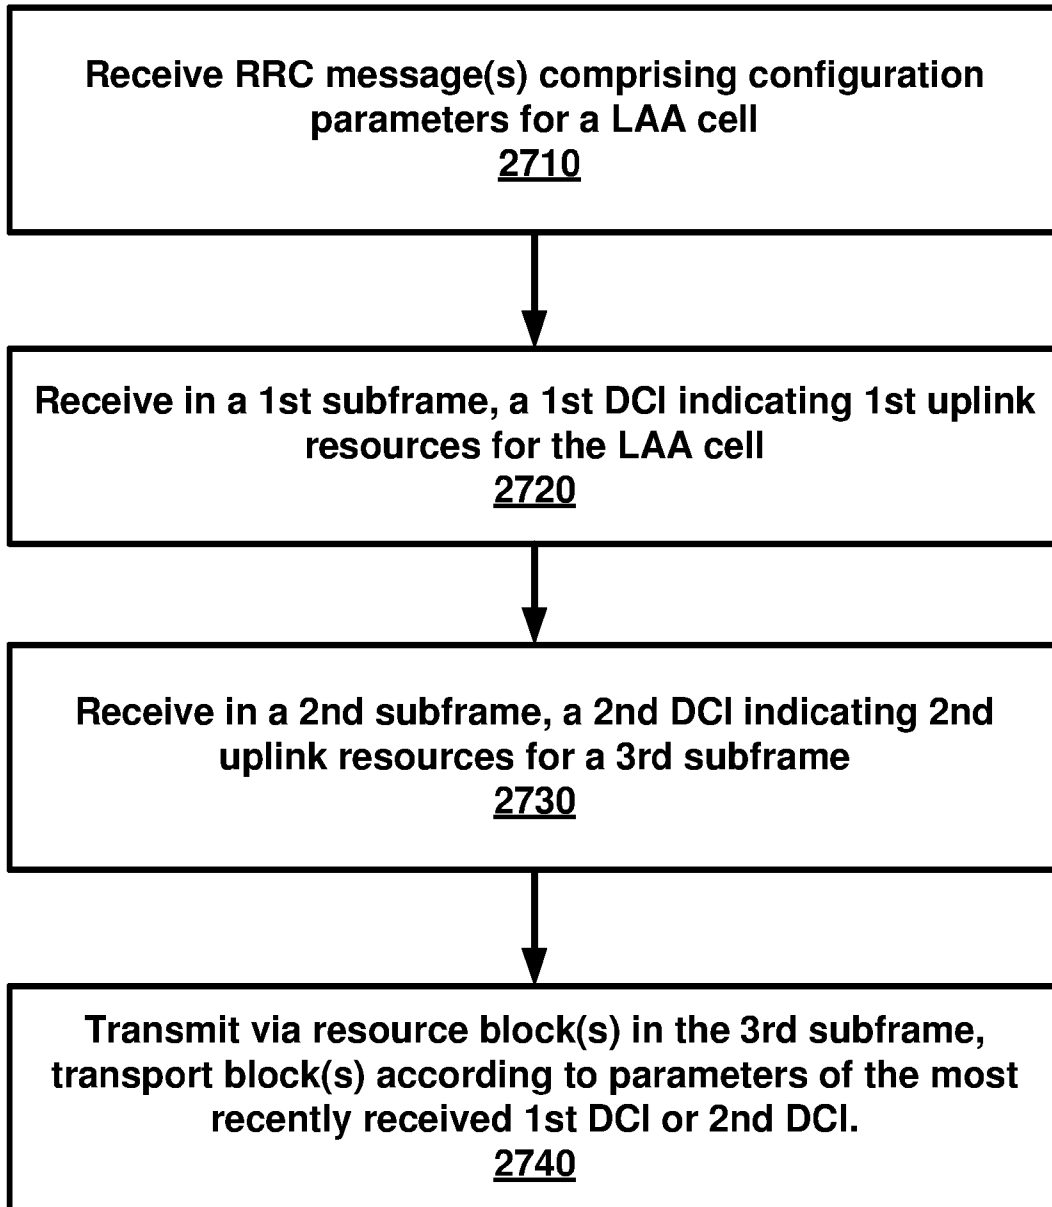 Receive RRC message(s) comprising configuration
parameters for a LAA cell
2710
Receive in a 1st subframe, a 1st DCI indicating 1st uplink
resources for the LAA cell
2720
Receive in a 2nd subframe, a 2nd DCI indicating 2nd
uplink resources for a 3rd subframe
2730
Transmit via resource block(s) in the 3rd subframe,
transport block(s) according to parameters of the most
recently received 1st DCI or 2nd DCI.
2740